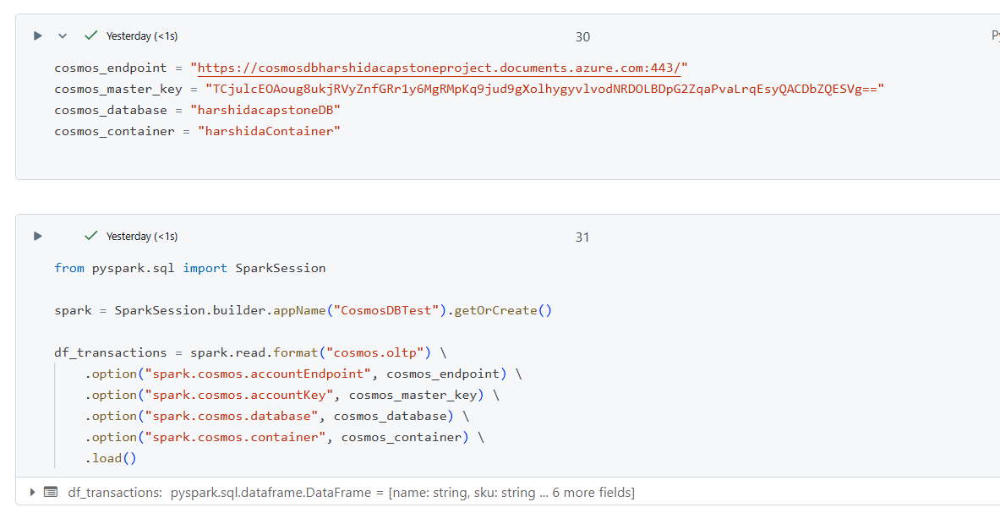 Yesterday (<1s)
30
Py
cosmos_endpoint = "https://cosmosdbharshidacapstoneproject.documents.azure.com:443/"
cosmos_master_key = "TCjulcEOAoug8ukjRVyZnfGRr1y6MgRMpKq9jud9gXolhygyvlvodNRDOLBDpG2ZqaPvaLrqEsyQACDbZQESVg=="
cosmos_database = "harshidacapstoneDB"
cosmos_container = "harshidaContainer"
Yesterday (<1s)
31
from pyspark.sql import SparkSession
spark = SparkSession.builder.appName("CosmosDBTest").getOrCreate()
df_transactions = spark.read.format("cosmos.oltp") \
.option("spark.cosmos.accountEndpoint", cosmos_endpoint) \
.option("spark.cosmos.accountKey", cosmos_master_key) \
.option("spark.cosmos.database", cosmos_database) \
.option("spark.cosmos.container", cosmos_container) \
.load()
df_transactions: pyspark.sql.dataframe.DataFrame = [name: string, sku: string ... 6 more fields]